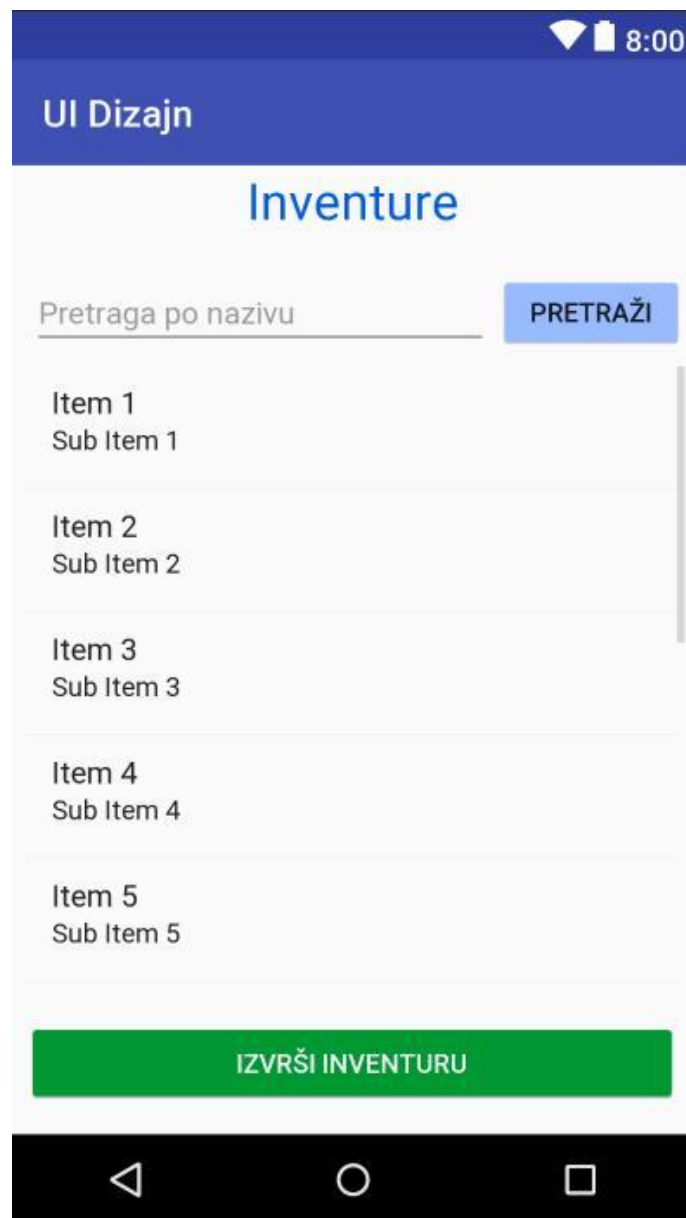 8:00
UI Dizajn
Inventure
Pretraga po nazivu
PRETRAŽI
Item 1
Sub Item 1
Item 2
Sub Item 2
Item 3
Sub Item 3
Item 4
Sub Item 4
Item 5
Sub Item 5
IZVRŠI INVENTURU